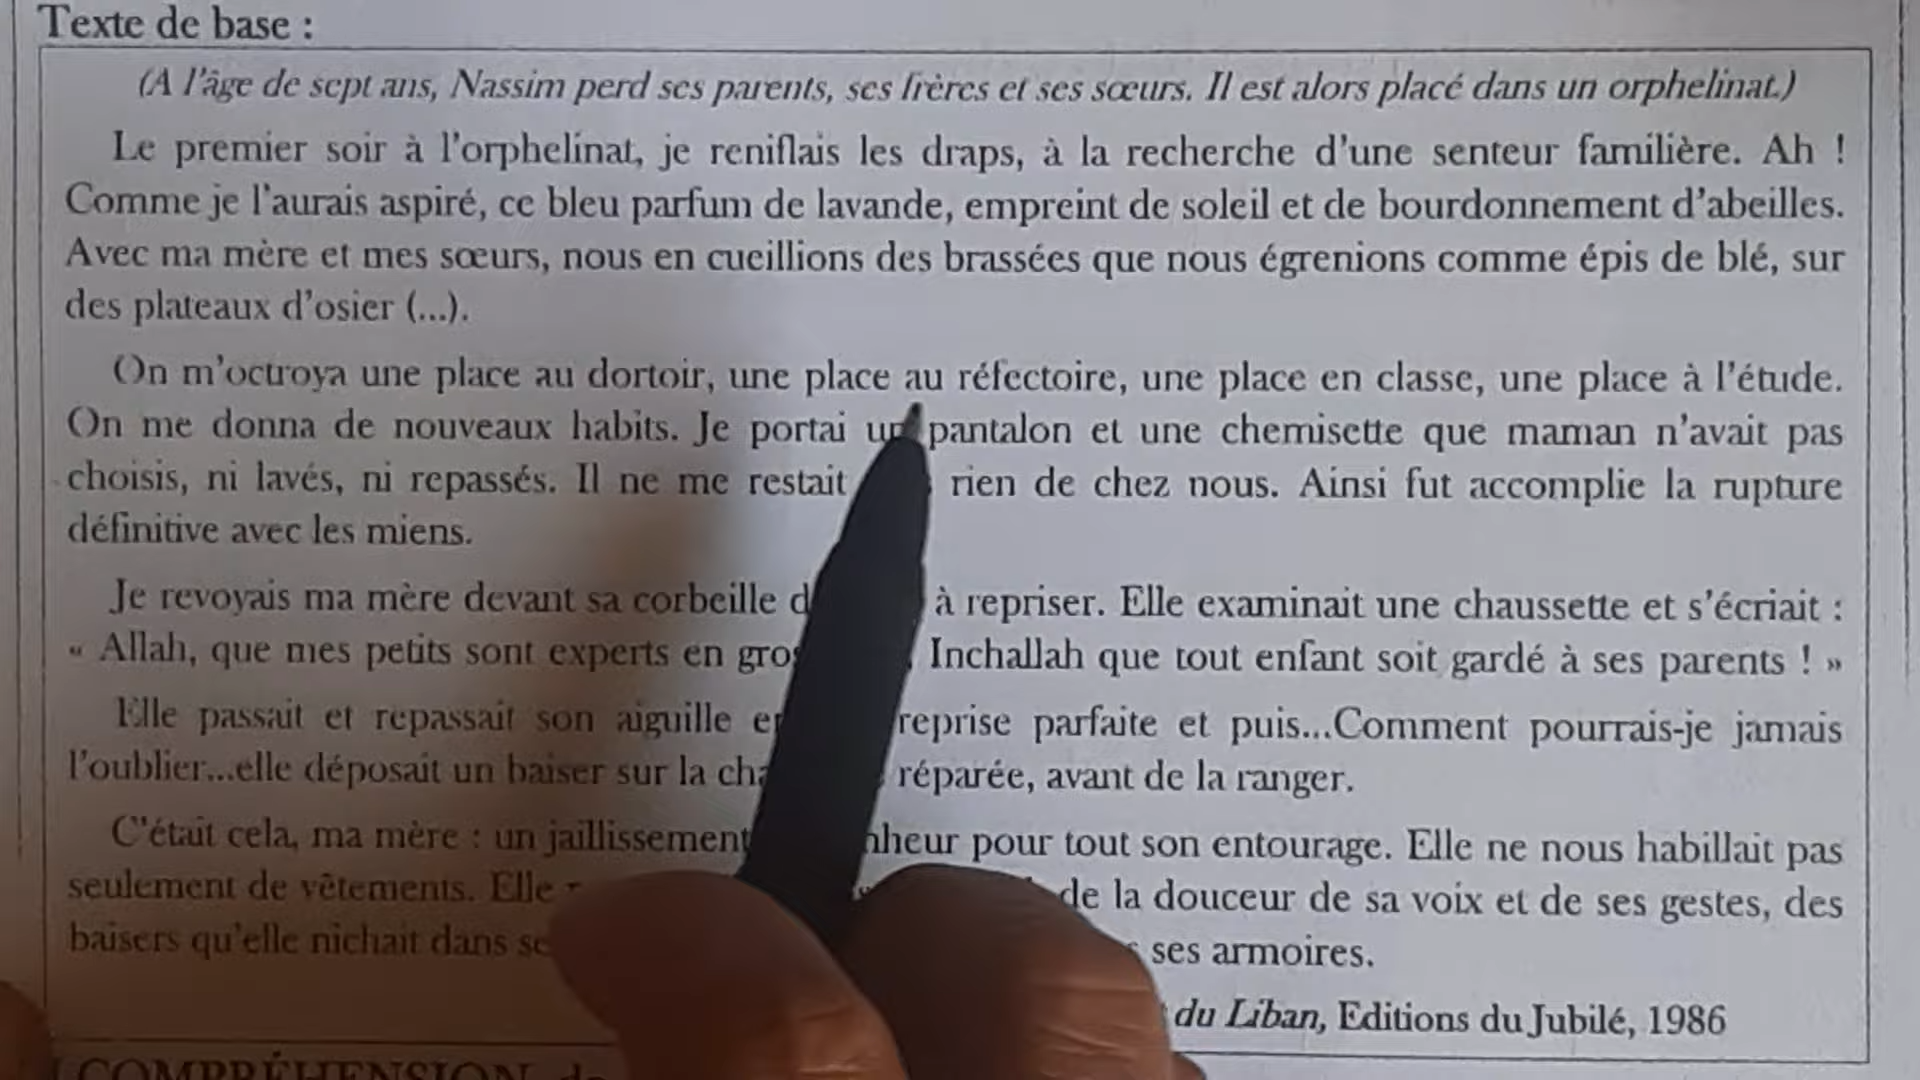 Texte de base :
(A l'âge de sept ans, Nassim perd ses parents, ses frères et ses sœurs. Il est alors placé dans un orphelinat.)
Le premier soir à l'orphelinat, je reniflais les draps, à la recherche d'une senteur familière. Ah !
Comme je l'aurais aspiré, ce bleu parfum de lavande, empreint de soleil et de bourdonnement d'abeilles.
Avec ma mère et mes sœurs, nous en cueillions des brassées que nous égrenions comme épis de blé, sur
des plateaux d'osier (...).
On m'octroya une place au dortoir, une place au réfectoire, une place en classe, une place à l'étude.
On me donna de nouveaux habits. Je portai un pantalon et une chemisette que maman n'avait pas
choisis, ni lavés, ni repassés. Il ne me restait rien de chez nous. Ainsi fut accomplie la rupture
définitive avec les miens.
Je revoyais ma mère devant sa corbeille à repriser. Elle examinait une chaussette et s'écriait :
« Allah, que mes petits sont experts en Inchallah que tout enfant soit gardé à ses parents ! »
Elle passait et repassait son aiguille reprise parfaite et puis...Comment pourrais-je jamais
l'oublier...elle déposait un baiser sur la réparée, avant de la ranger.
C"était cela, ma mère : un jaillissement pour tout son entourage. Elle ne nous habillait pas
seulement de vêtements. Elle de la douceur de sa voix et de ses gestes, des
baisers qu'elle nichait dans ses armoires.
du Liban, Editions du Jubilé, 1986
COMPRÉHENSION